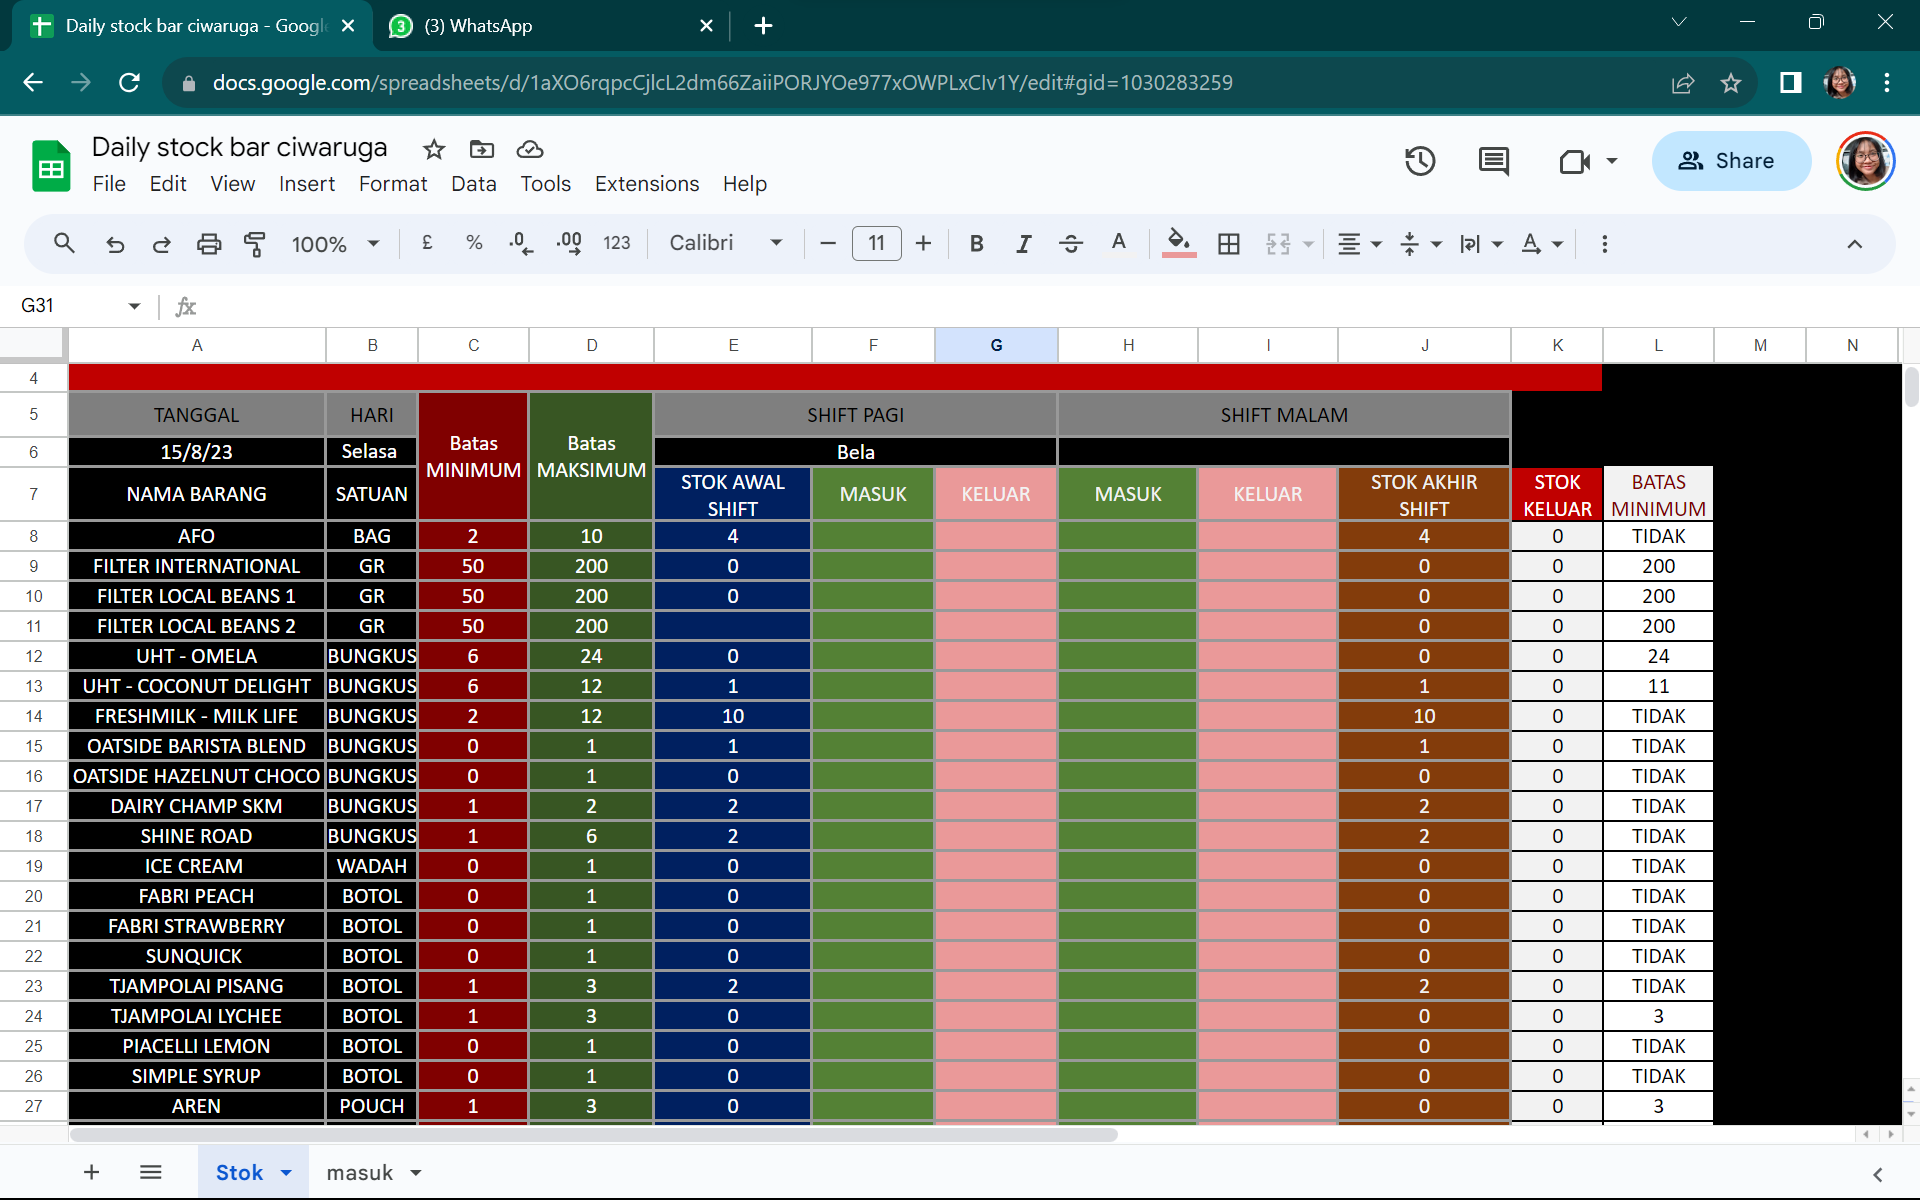 Daily stock bar ciwaruga - Googl
(3) WhatsApp
docs.google.com/spreadsheets/d/1aXO6rqpcCjlcL2dm66ZaiiPORJYOe977xOWPLxCIv1Y/edit#gid=1030283259
Daily stock bar ciwaruga
File Edit View Insert Format Data Tools Extensions Help
Share
100% £ % .0 .00 123 Calibri 11 B I A A
G31 fx
A B C D E F G H I J K L M N
4
5 TANGGAL HARI Batas MINIMUM Batas MAKSIMUM SHIFT PAGI SHIFT MALAM
6 15/8/23 Selasa Bela
7 NAMA BARANG SATUAN STOK AWAL SHIFT MASUK KELUAR MASUK KELUAR STOK AKHIR SHIFT STOK KELUAR BATAS MINIMUM
8 AFO BAG 2 10 4 4 0 TIDAK
9 FILTER INTERNATIONAL GR 50 200 0 0 0 200
10 FILTER LOCAL BEANS 1 GR 50 200 0 0 0 200
11 FILTER LOCAL BEANS 2 GR 50 200 0 0 200
12 UHT - OMELA BUNGKUS 6 24 0 0 0 24
13 UHT - COCONUT DELIGHT BUNGKUS 6 12 1 1 0 11
14 FRESHMILK - MILK LIFE BUNGKUS 2 12 10 10 0 TIDAK
15 OATSIDE BARISTA BLEND BUNGKUS 0 1 1 1 0 TIDAK
16 OATSIDE HAZELNUT CHOCO BUNGKUS 0 1 0 0 0 TIDAK
17 DAIRY CHAMP SKM BUNGKUS 1 2 2 2 0 TIDAK
18 SHINE ROAD BUNGKUS 1 6 2 2 0 TIDAK
19 ICE CREAM WADAH 0 1 0 0 0 TIDAK
20 FABRI PEACH BOTOL 0 1 0 0 0 TIDAK
21 FABRI STRAWBERRY BOTOL 0 1 0 0 0 TIDAK
22 SUNQUICK BOTOL 0 1 0 0 0 TIDAK
23 TJAMPOLAI PISANG BOTOL 1 3 2 2 0 TIDAK
24 TJAMPOLAI LYCHEE BOTOL 1 3 0 0 0 3
25 PIACELLI LEMON BOTOL 0 1 0 0 0 TIDAK
26 SIMPLE SYRUP BOTOL 0 1 0 0 0 TIDAK
27 AREN POUCH 1 3 0 0 0 3
Stok masuk